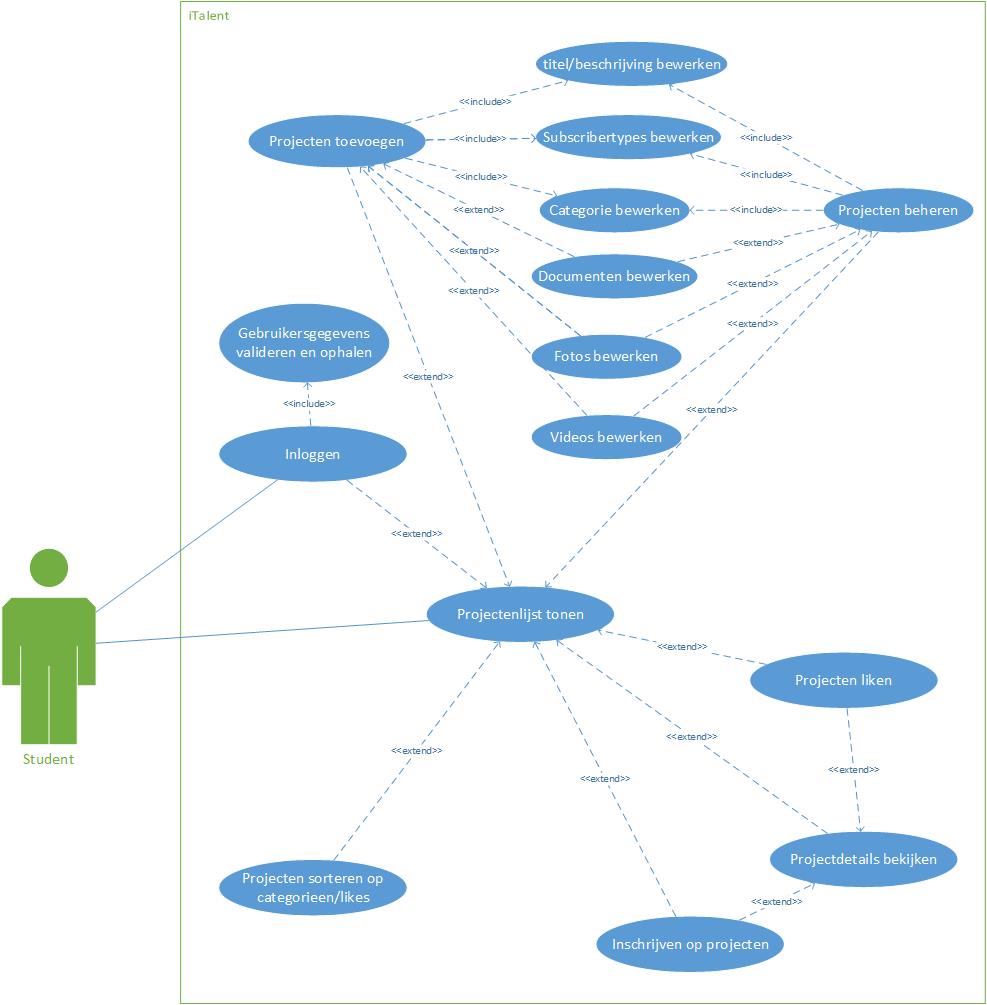 iTalent
titel/beschrijving bewerken
<<include>>
Projecten toevoegen
<<include>>
Subscribertypes bewerken
<<include>>
<<include>>
<<include>>
Categorie bewerken
<<include>>
Projecten beheren
<<extend>>
<<extend>>
<<extend>>
Documenten bewerken
<<extend>>
<<extend>>
<<extend>>
Gebruikersgegevens
valideren en ophalen
Fotos bewerken
<<extend>>
<<include>>
<<extend>>
Videos bewerken
Inloggen
<<extend>>
Projectenlijst tonen
<<extend>>
Projecten liken
Student
<<extend>>
<<extend>>
<<extend>>
<<extend>>
Projectdetails bekijken
Projecten sorteren op
categorieen/likes
<<extend>>
Inschrijven op projecten